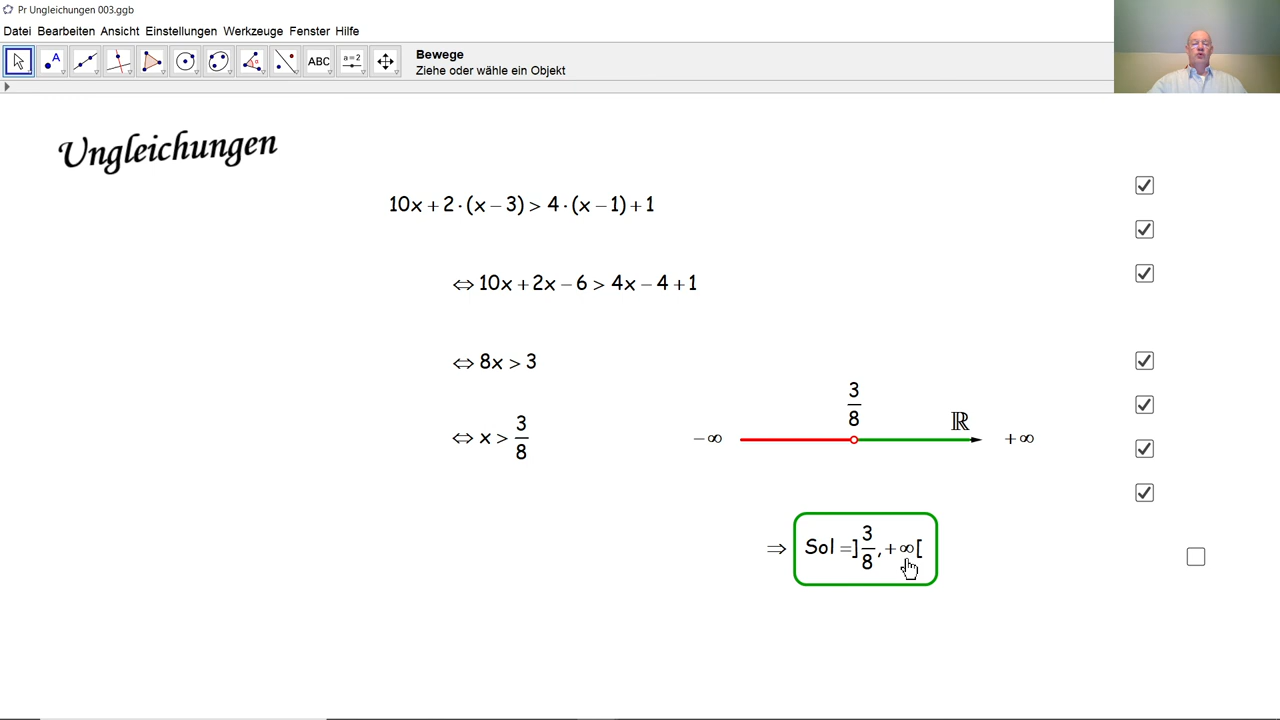 Pr Ungleichungen 003.ggb
Datei Bearbeiten Ansicht Einstellungen Werkzeuge Fenster Hilfe
A ABC a=2
Bewege
Ziehe oder wähle ein Objekt
Ungleichungen
10x + 2 · (x − 3) > 4 · (x − 1) + 1
⇔ 10x + 2x − 6 > 4x − 4 + 1
⇔ 8x > 3
⇔ x > 3/8
3/8
ℝ
−∞
+∞
⇒ Sol = ]3/8, +∞[